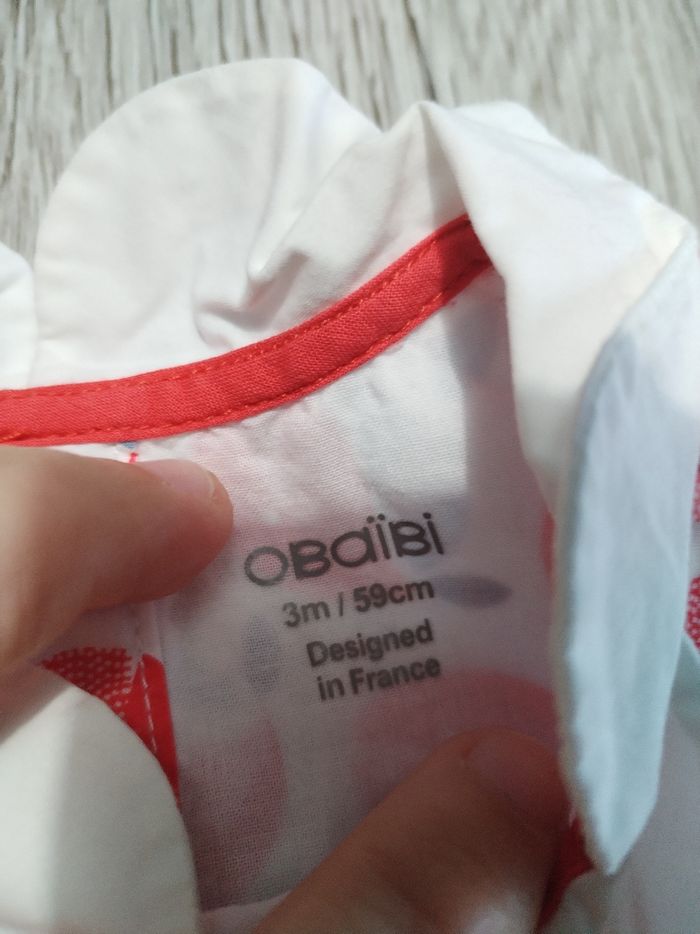 OBaïBi
3m / 59cm
Designed
in France